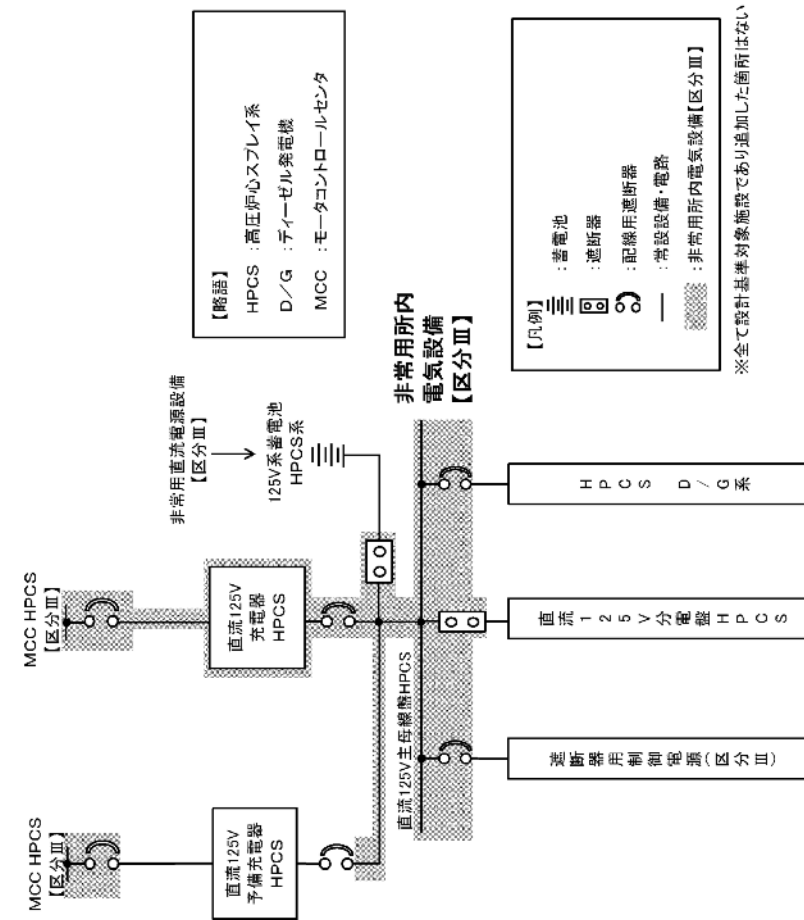 MCC HPCS
【区分Ⅲ】
直流125V
予備充電器
HPCS
MCC HPCS
【区分Ⅲ】
直流125V
充電器
HPCS
非常用直流電源設備
【区分Ⅲ】
125V系蓄電池
HPCS系
直流125V主母線盤HPCS
非常用所内
電気設備
【区分Ⅲ】
遮断器用制御電源(区分Ⅲ)
直流125V分電盤HPCS
HPCS D/G系
【略語】
HPCS :高圧炉心スプレイ系
D/G :ディーゼル発電機
MCC :モータコントロールセンタ
【凡例】
:蓄電池
:遮断器
:配線用遮断器
:常設設備・電路
:非常用所内電気設備【区分Ⅲ】
※全て設計基準対象施設であり追加した箇所はない